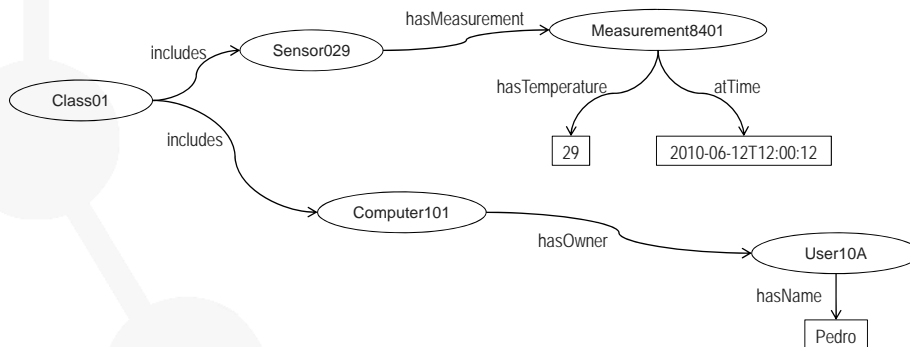 hasMeasurement
Measurement8401
includes
Sensor029
hasTemperature
atTime
Class01
includes
29
2010-06-12T12:00:12
Computer101
hasOwner
User10A
hasName
Pedro